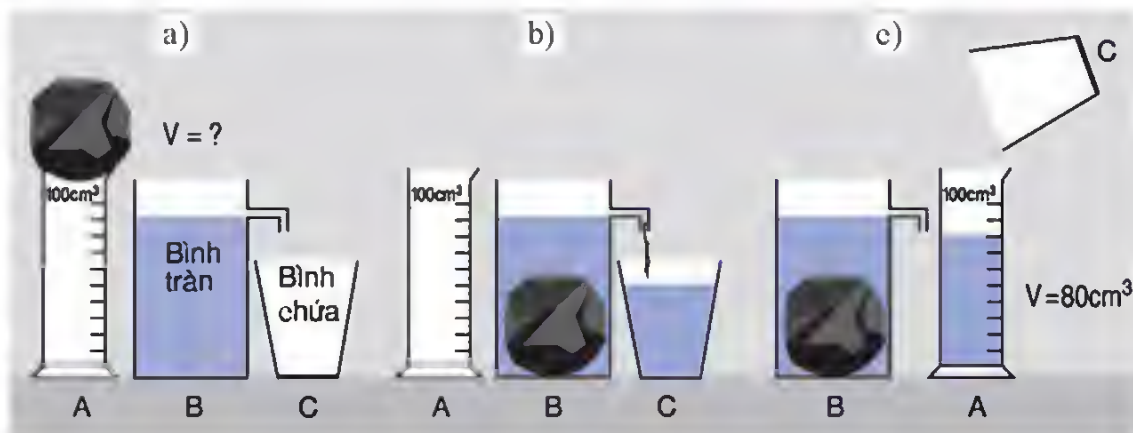 a)
V = ?
100cm³
Bình
tràn
Bình
chứa
A
B
C
b)
100cm³
A
B
C
c)
C
100cm³
V=80cm³
B
A